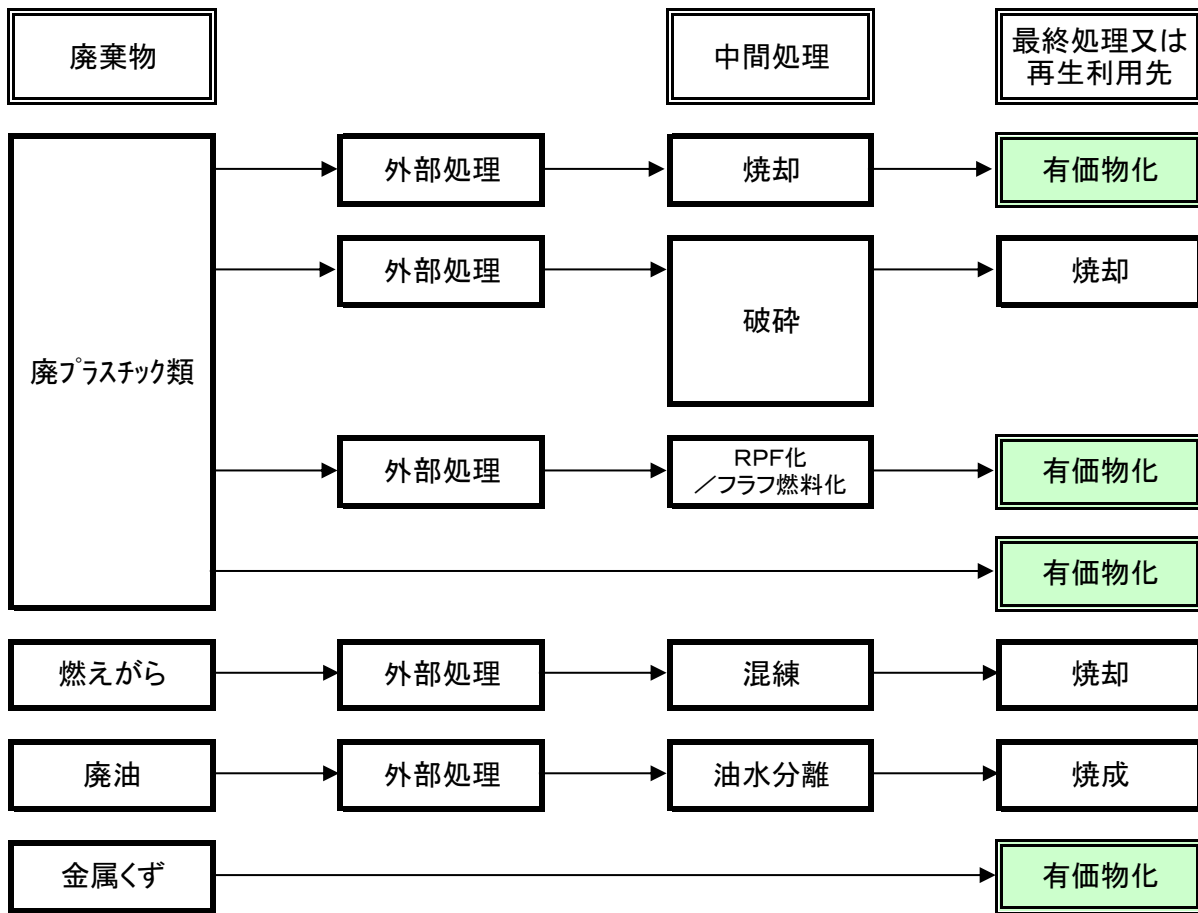 廃棄物
中間処理
最終処理又は
再生利用先
廃プラスチック類
外部処理
焼却
有価物化
外部処理
破砕
焼却
外部処理
RPF化
／フラフ燃料化
有価物化
有価物化
燃えがら
外部処理
混練
焼却
廃油
外部処理
油水分離
焼成
金属くず
有価物化